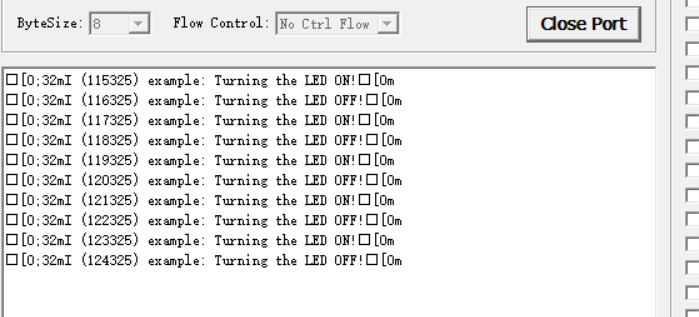 ByteSize: 8 Flow Control: No Ctrl Flow Close Port
□[0;32mI (115325) example: Turning the LED ON!□[0m
□[0;32mI (116325) example: Turning the LED OFF!□[0m
□[0;32mI (117325) example: Turning the LED ON!□[0m
□[0;32mI (118325) example: Turning the LED OFF!□[0m
□[0;32mI (119325) example: Turning the LED ON!□[0m
□[0;32mI (120325) example: Turning the LED OFF!□[0m
□[0;32mI (121325) example: Turning the LED ON!□[0m
□[0;32mI (122325) example: Turning the LED OFF!□[0m
□[0;32mI (123325) example: Turning the LED ON!□[0m
□[0;32mI (124325) example: Turning the LED OFF!□[0m